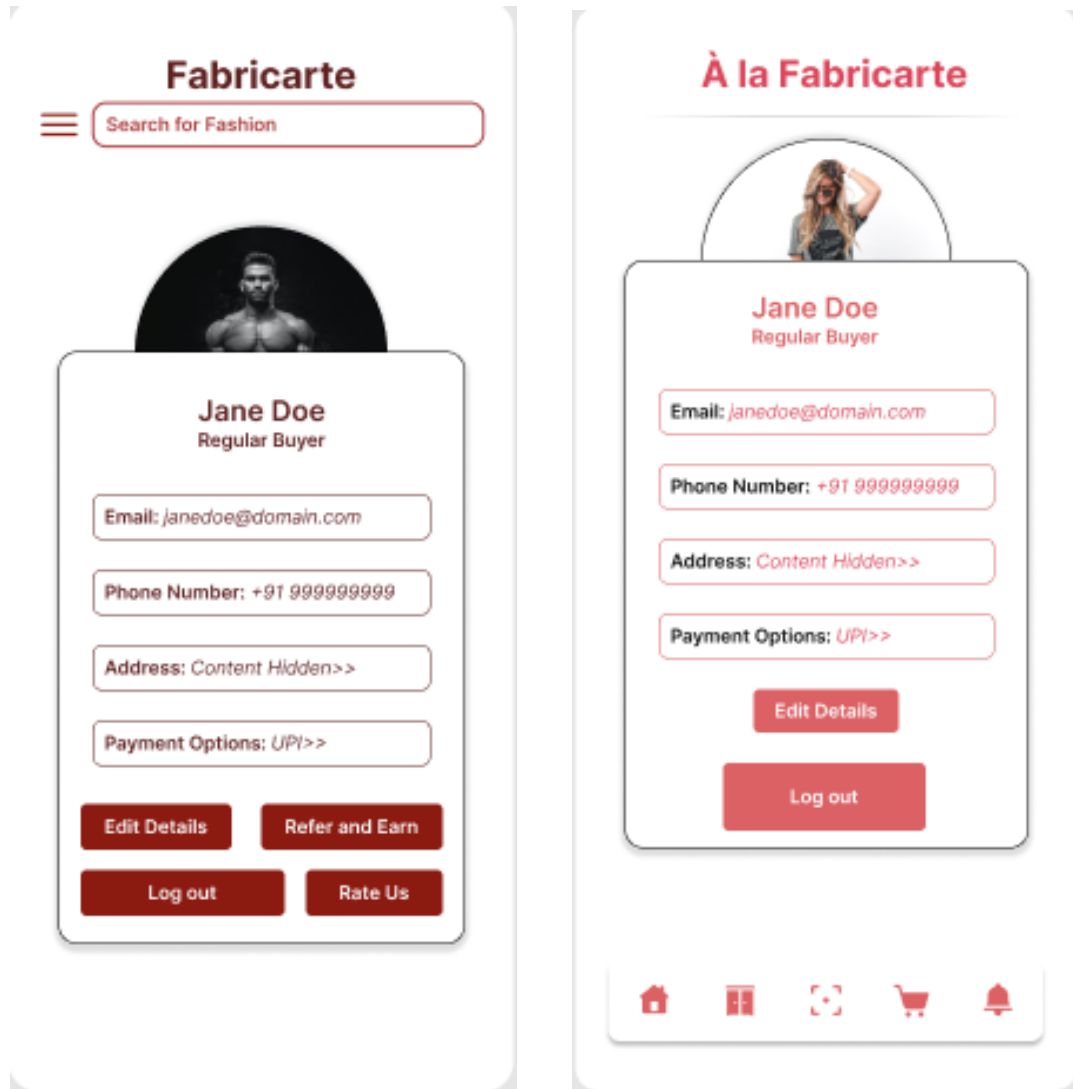 Fabricarte
Search for Fashion
Jane Doe
Regular Buyer
Email: janedoe@domain.com
Phone Number: +91 999999999
Address: Content Hidden>>
Payment Options: UPI>>
Edit Details
Refer and Earn
Log out
Rate Us
À la Fabricarte
Jane Doe
Regular Buyer
Email: janedoe@domain.com
Phone Number: +91 999999999
Address: Content Hidden>>
Payment Options: UPI>>
Edit Details
Log out